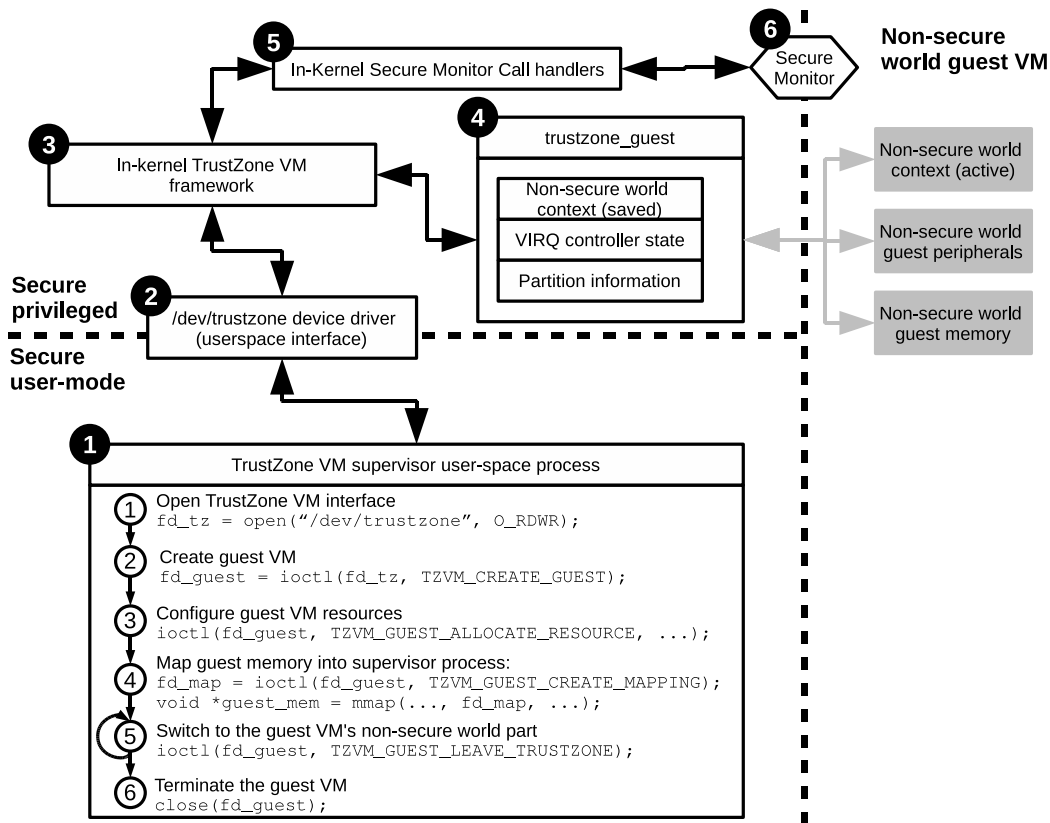 5
In-Kernel Secure Monitor Call handlers
6
Secure
Monitor
Non-secure
world guest VM
3
In-kernel TrustZone VM
framework
4
trustzone_guest
Non-secure world
context (saved)
VIRQ controller state
Partition information
Non-secure world
context (active)
Non-secure world
guest peripherals
Non-secure world
guest memory
Secure
privileged
2
/dev/trustzone device driver
(userspace interface)
Secure
user-mode
1
TrustZone VM supervisor user-space process
1
Open TrustZone VM interface
fd_tz = open(“/dev/trustzone”, O_RDWR);
2
Create guest VM
fd_guest = ioctl(fd_tz, TZVM_CREATE_GUEST);
3
Configure guest VM resources
ioctl(fd_guest, TZVM_GUEST_ALLOCATE_RESOURCE, ...);
4
Map guest memory into supervisor process:
fd_map = ioctl(fd_guest, TZVM_GUEST_CREATE_MAPPING);
void *guest_mem = mmap(..., fd_map, ...);
5
Switch to the guest VM's non-secure world part
ioctl(fd_guest, TZVM_GUEST_LEAVE_TRUSTZONE);
6
Terminate the guest VM
close(fd_guest);